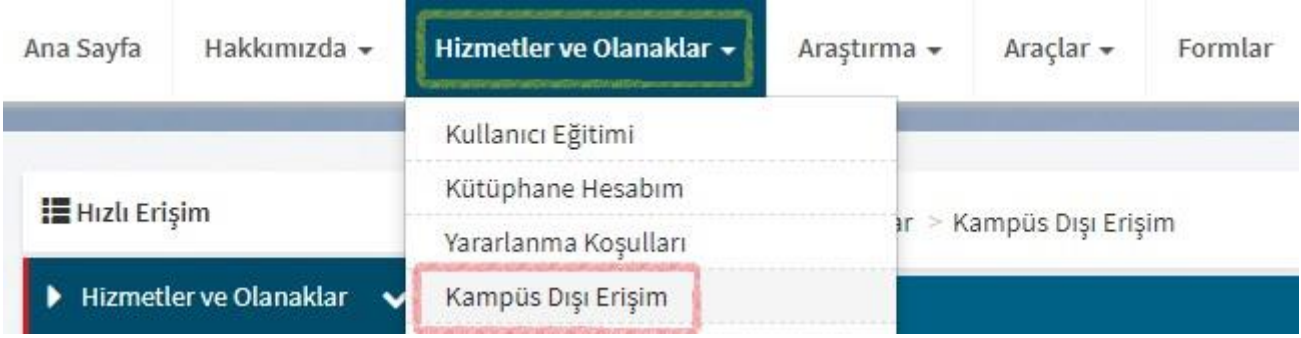 Ana Sayfa Hakkımızda Hizmetler ve Olanaklar Araştırma Araçlar Formlar
Kullanıcı Eğitimi
Kütüphane Hesabım
Yararlanma Koşulları
Kampüs Dışı Erişim
Hızlı Erişim
Hizmetler ve Olanaklar
ar > Kampüs Dışı Erişim